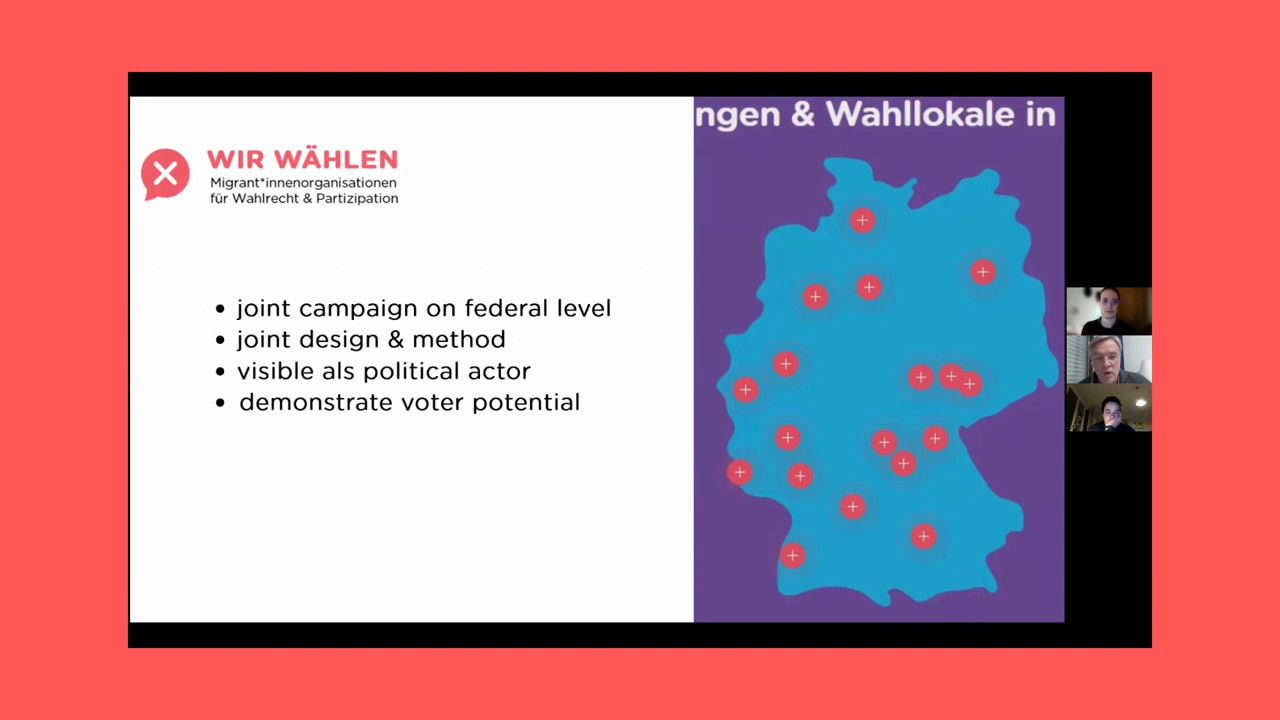 WIR WÄHLEN
Migrant*innenorganisationen
für Wahlrecht & Partizipation
• joint campaign on federal level
• joint design & method
• visible als political actor
• demonstrate voter potential
ngen & Wahllokale in